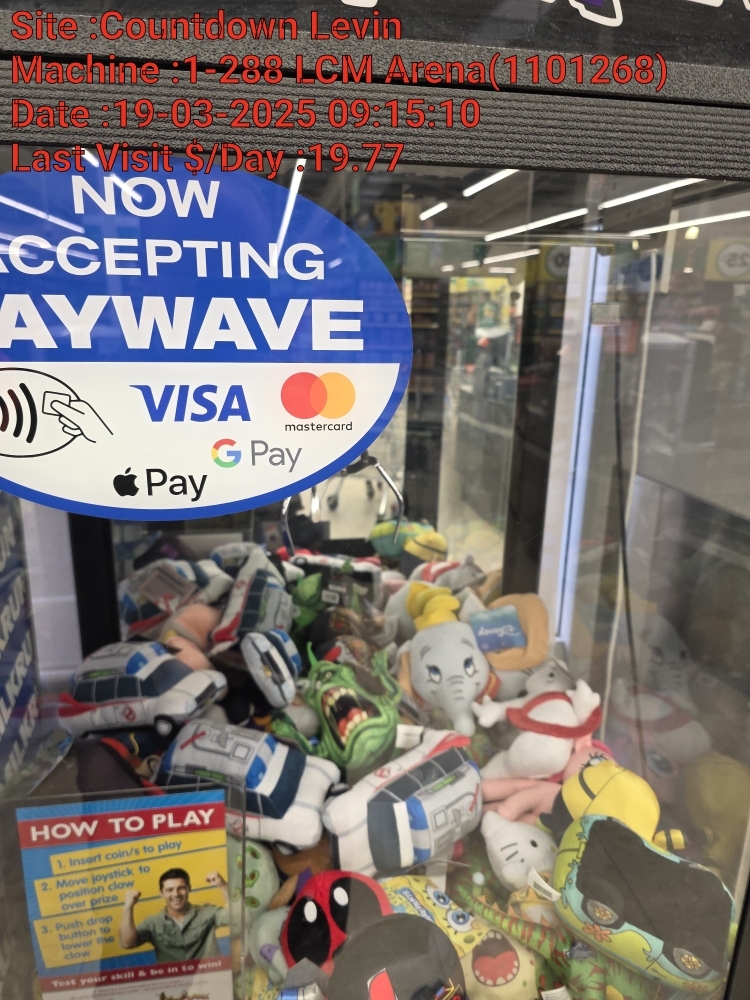 Site :Countdown Levin
Machine :1-288 LCM Arena(1101268)
Date :19-03-2025 09:15:10
Last Visit $/Day :19.77
NOW
ACCEPTING
AYWAVE
VISA
mastercard
G Pay
Pay
Disney
HOW TO PLAY
1. Insert coin/s to play
2. Move joystick to
position claw
over prize
3. Push drop
button to
lower the
claw
Test your skill & be in to win!